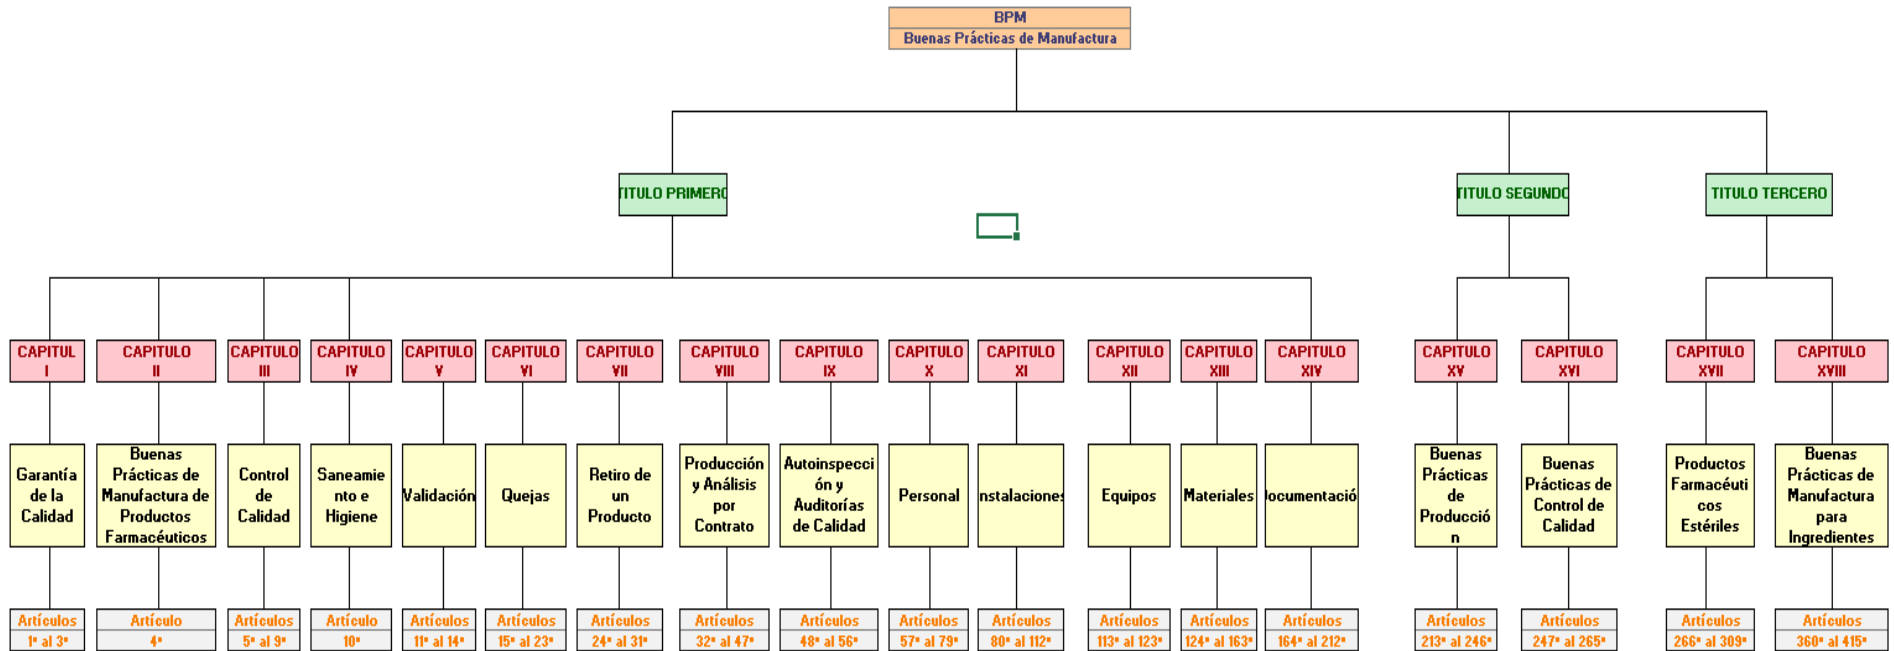 BPM
Buenas Prácticas de Manufactura
TITULO PRIMERO
TITULO SEGUNDO
TITULO TERCERO
CAPITUL
I
CAPITULO
II
CAPITULO
III
CAPITULO
IV
CAPITULO
V
CAPITULO
VI
CAPITULO
VII
CAPITULO
VIII
CAPITULO
IX
CAPITULO
X
CAPITULO
XI
CAPITULO
XII
CAPITULO
XIII
CAPITULO
XIV
CAPITULO
XV
CAPITULO
XVI
CAPITULO
XVII
CAPITULO
XVIII
Garantía
de la
Calidad
Buenas
Prácticas de
Manufactura de
Productos
Farmacéuticos
Control
de
Calidad
Saneamie
nto e
Higiene
Validación
Quejas
Retiro de
un
Producto
Producción
y Análisis
por
Contrato
Autoinspecci
ón y
Auditorías
de Calidad
Personal
nstalaciones
Equipos
Materiales
ocumentació
Buenas
Prácticas
de
Producció
n
Buenas
Prácticas de
Control de
Calidad
Productos
Farmacéuti
cos
Estériles
Buenas
Prácticas de
Manufactura
para
Ingredientes
Artículos
1º al 3º
Artículo
4º
Artículos
5º al 9º
Artículo
10º
Artículos
11º al 14º
Artículos
15º al 23º
Artículos
24º al 31º
Artículos
32º al 47º
Artículos
48º al 56º
Artículos
57º al 79º
Artículos
80º al 112º
Artículos
113º al 123º
Artículos
124º al 163º
Artículos
164º al 212º
Artículos
213º al 246º
Artículos
247º al 265º
Artículos
266º al 309º
Artículos
360º al 415º